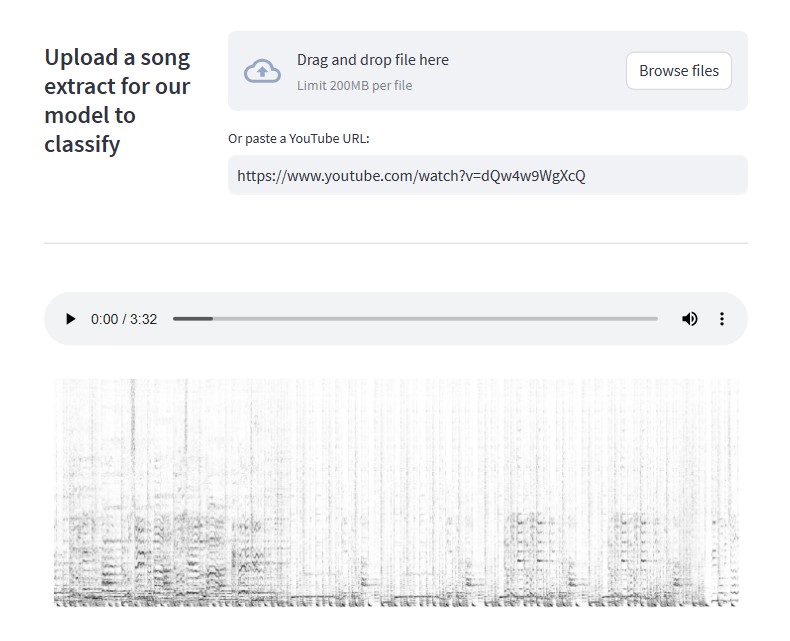 Upload a song
extract for our
model to
classify
Drag and drop file here
Limit 200MB per file
Browse files
Or paste a YouTube URL:
https://www.youtube.com/watch?v=dQw4w9WgXcQ
0:00 / 3:32